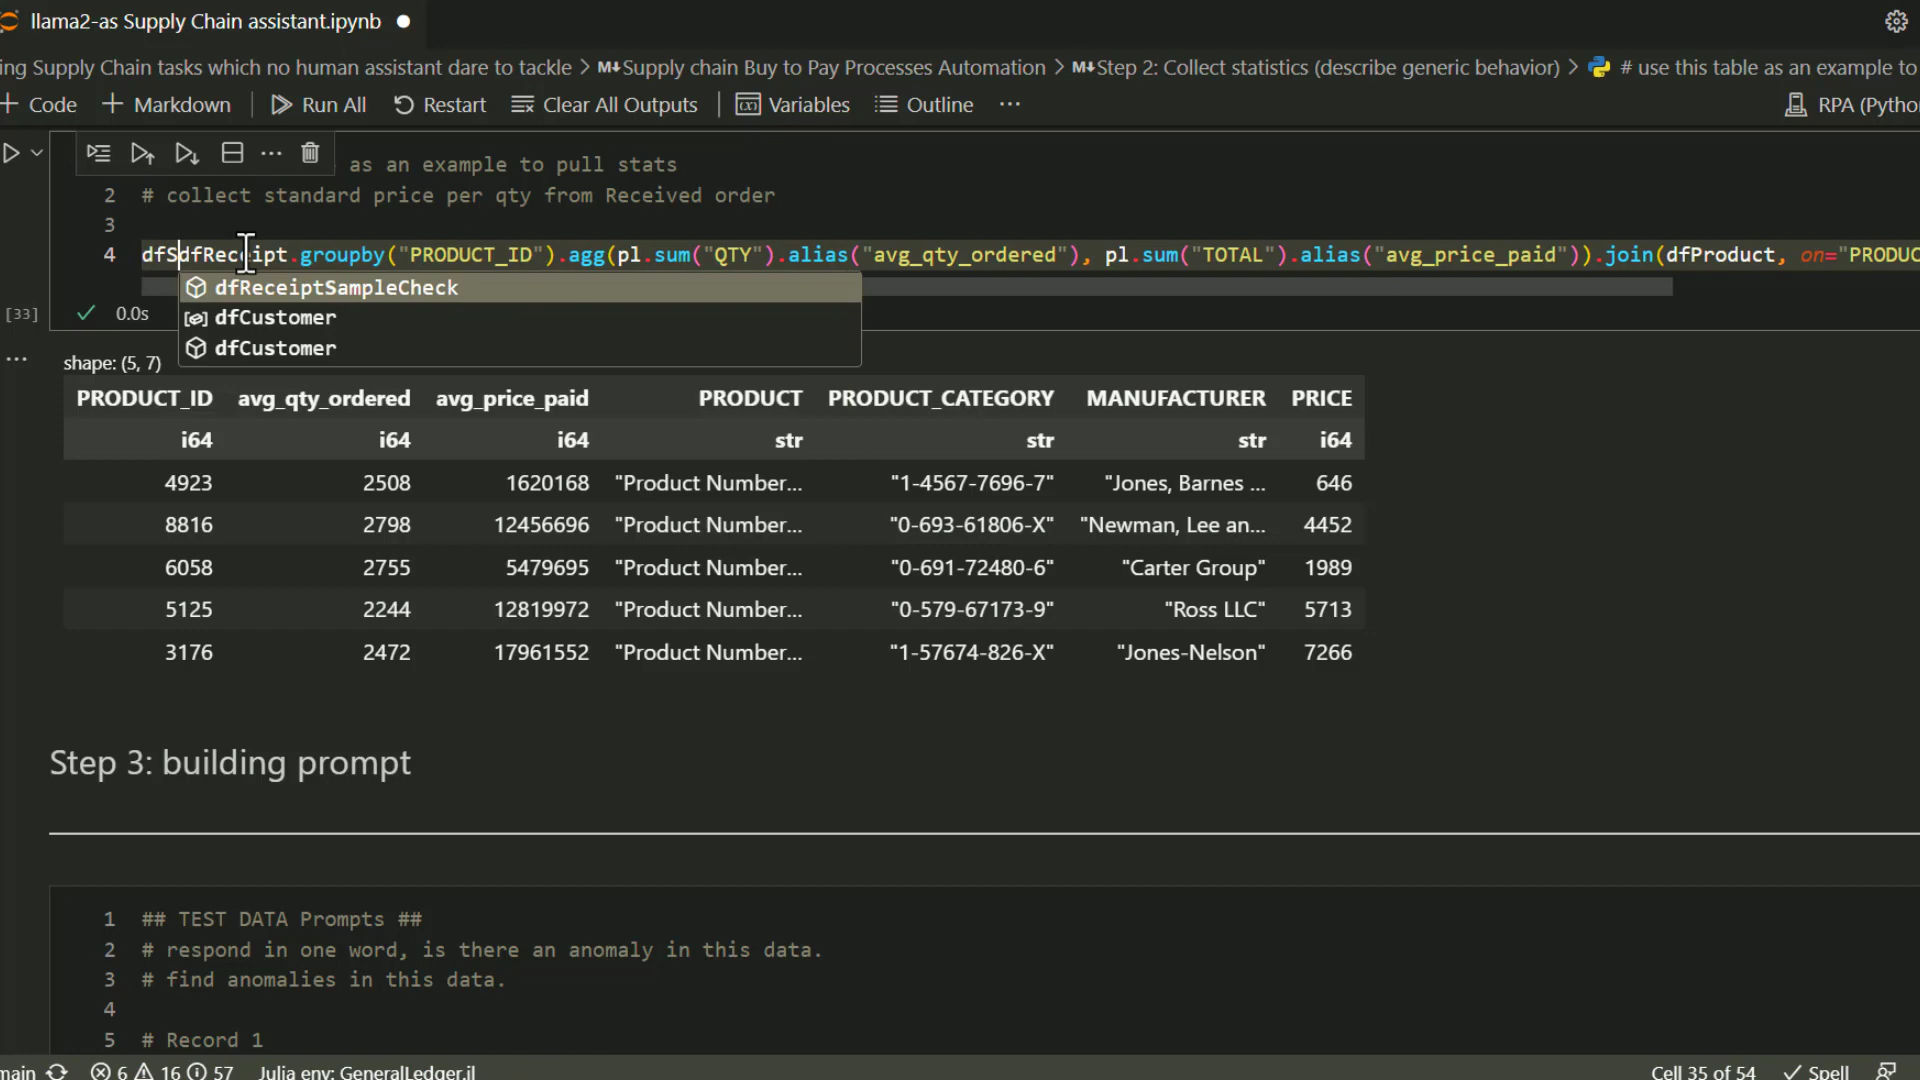 llama2-as Supply Chain assistant.ipynb
ing Supply Chain tasks which no human assistant dare to tackle > M↓Supply chain Buy to Pay Processes Automation > M↓Step 2: Collect statistics (describe generic behavior) > # use this table as an example to
+ Code + Markdown Run All Restart Clear All Outputs Variables Outline ... RPA (Pytho
as an example to pull stats
2 # collect standard price per qty from Received order
3
4 dfSdfReceipt.groupby("PRODUCT_ID").agg(pl.sum("QTY").alias("avg_qty_ordered"), pl.sum("TOTAL").alias("avg_price_paid")).join(dfProduct, on="PRODUC
dfReceiptSampleCheck
dfCustomer
dfCustomer
[33] 0.0s
shape: (5, 7)
PRODUCT_ID avg_qty_ordered avg_price_paid PRODUCT PRODUCT_CATEGORY MANUFACTURER PRICE
i64 i64 i64 str str str i64
4923 2508 1620168 "Product Number... "1-4567-7696-7" "Jones, Barnes ... 646
8816 2798 12456696 "Product Number... "0-693-61806-X" "Newman, Lee an... 4452
6058 2755 5479695 "Product Number... "0-691-72480-6" "Carter Group" 1989
5125 2244 12819972 "Product Number... "0-579-67173-9" "Ross LLC" 5713
3176 2472 17961552 "Product Number... "1-57674-826-X" "Jones-Nelson" 7266
Step 3: building prompt
1 ## TEST DATA Prompts ##
2 # respond in one word, is there an anomaly in this data.
3 # find anomalies in this data.
4
5 # Record 1
main 6 16 57 Julia env: GeneralLedger.jl Cell 35 of 54 Spell